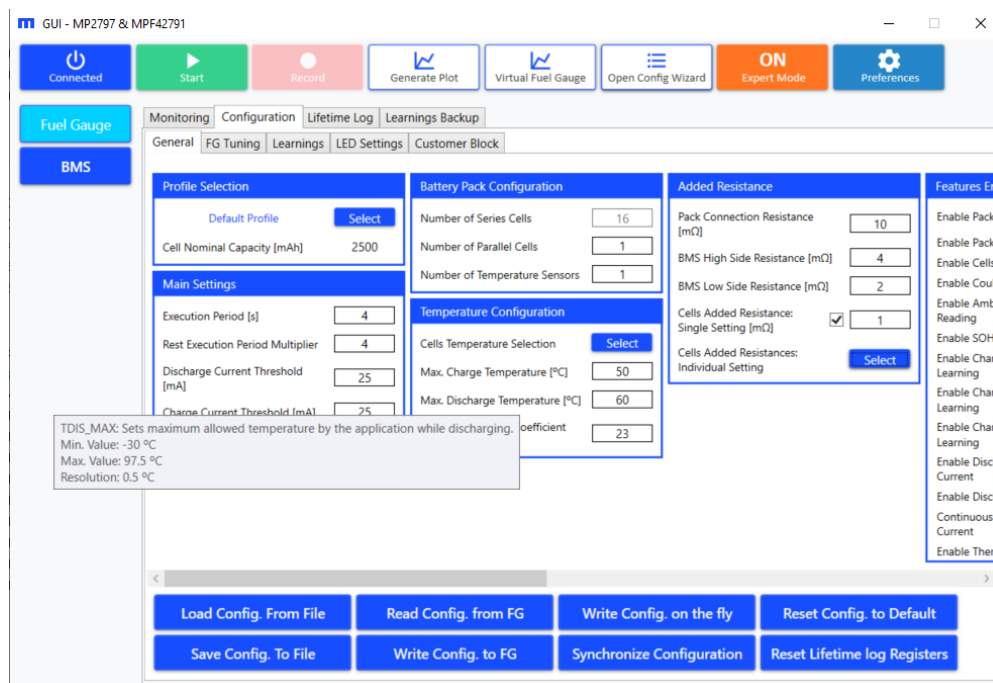 GUI - MP2797 & MPF42791
Connected
Start
Record
Generate Plot
Virtual Fuel Gauge
Open Config Wizard
ON
Expert Mode
Preferences
Fuel Gauge
BMS
Monitoring Configuration Lifetime Log Learnings Backup
General FG Tuning Learnings LED Settings Customer Block
Profile Selection
Default Profile Select
Cell Nominal Capacity [mAh] 2500
Main Settings
Execution Period [s] 4
Rest Execution Period Multiplier 4
Discharge Current Threshold
[mA] 25
Charge Current Threshold [mA] 25
Battery Pack Configuration
Number of Series Cells 16
Number of Parallel Cells 1
Number of Temperature Sensors 1
Temperature Configuration
Cells Temperature Selection Select
Max. Charge Temperature [ºC] 50
Max. Discharge Temperature [ºC] 60
oefficient
23
TDIS_MAX: Sets maximum allowed temperature by the application while discharging.
Min. Value: -30 ºC
Max. Value: 97.5 ºC
Resolution: 0.5 ºC
Added Resistance
Pack Connection Resistance
[mΩ] 10
BMS High Side Resistance [mΩ] 4
BMS Low Side Resistance [mΩ] 2
Cells Added Resistance:
Single Setting [mΩ] 1
Cells Added Resistances:
Individual Setting Select
Features E
Enable Pack
Enable Pack
Enable Cells
Enable Cou
Enable Amb
Reading
Enable SOH
Enable Char
Learning
Enable Char
Learning
Enable Char
Learning
Enable Disc
Current
Enable Disc
Continuous
Current
Enable Ther
Load Config. From File
Read Config. from FG
Write Config. on the fly
Reset Config. to Default
Save Config. To File
Write Config. to FG
Synchronize Configuration
Reset Lifetime log Registers